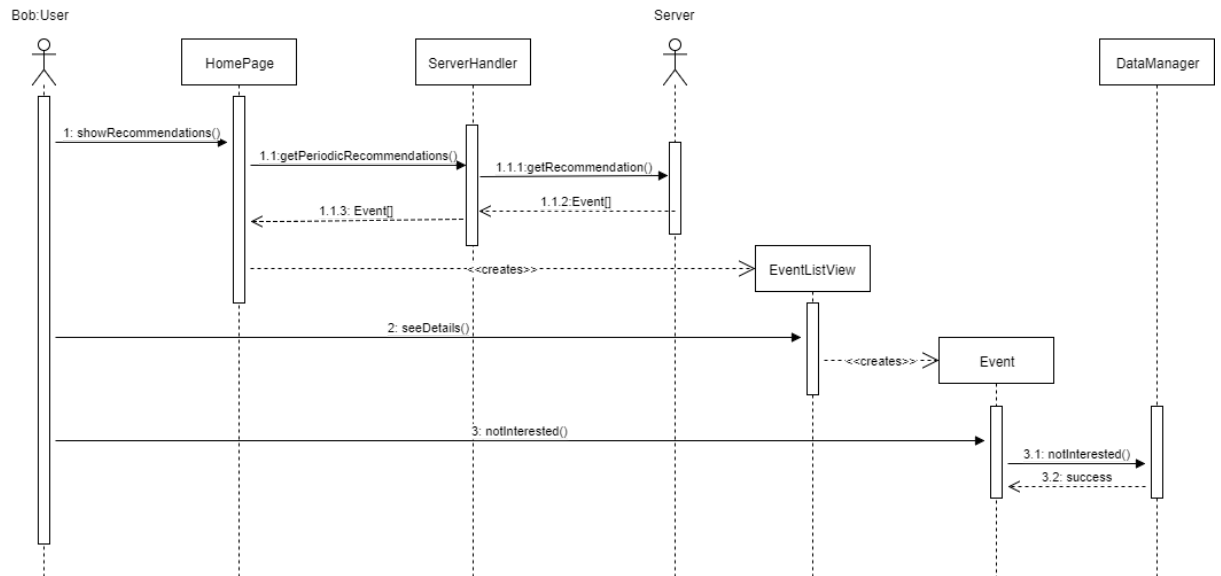 Bob:User
Server
HomePage
ServerHandler
DataManager
1: showRecommendations()
1.1:getPeriodicRecommendations()
1.1.1:getRecommendation()
1.1.2:Event[]
1.1.3: Event[]
<<creates>>
EventListView
2: seeDetails()
<<creates>>
Event
3: notInterested()
3.1: notInterested()
3.2: success